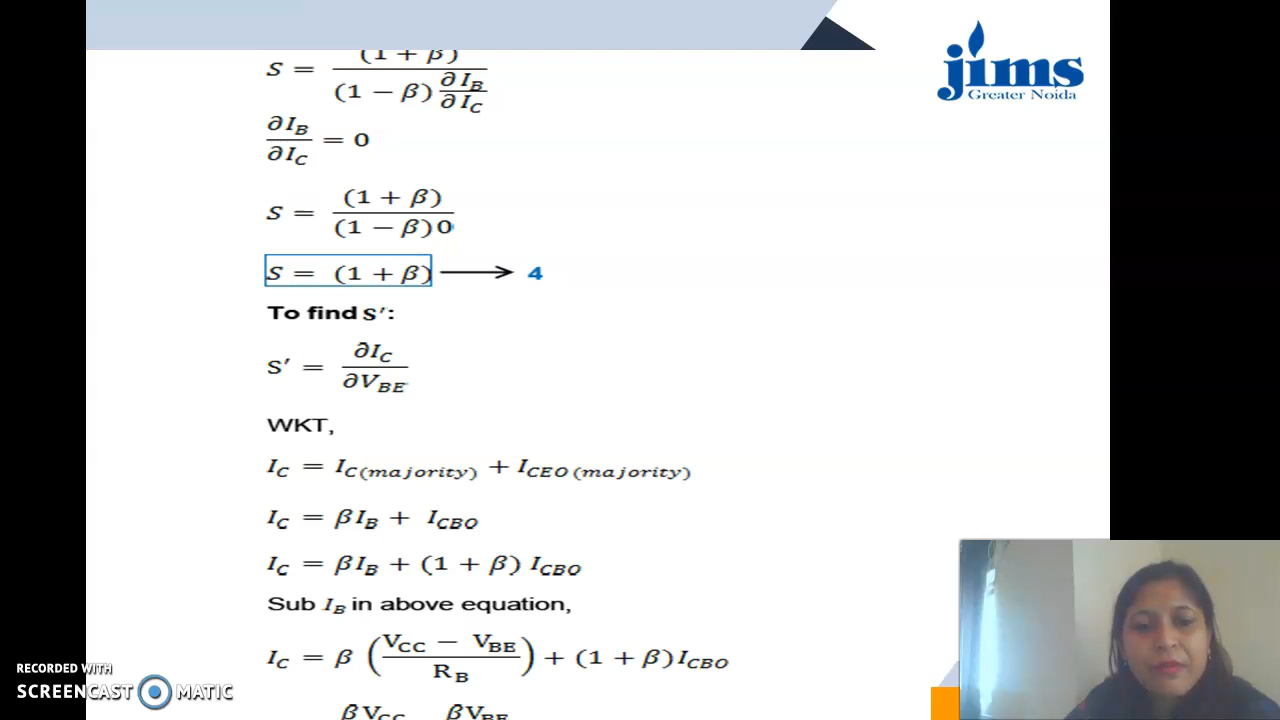 S = (1 + β) / (1 − β) ∂I_B/∂I_C
jims
Greater Noida
∂I_B/∂I_C = 0
S = (1 + β) / (1 − β) 0
S = (1 + β) ⟶ 4
To find S′:
S′ = ∂I_C / ∂V_BE
WKT,
I_C = I_C(majority) + I_CEO (majority)
I_C = βI_B + I_CBO
I_C = βI_B + (1 + β) I_CBO
Sub I_B in above equation,
I_C = β ((V_CC − V_BE) / R_B) + (1 + β)I_CBO
βV_CC βV_BE
RECORDED WITH
SCREENCAST MATIC